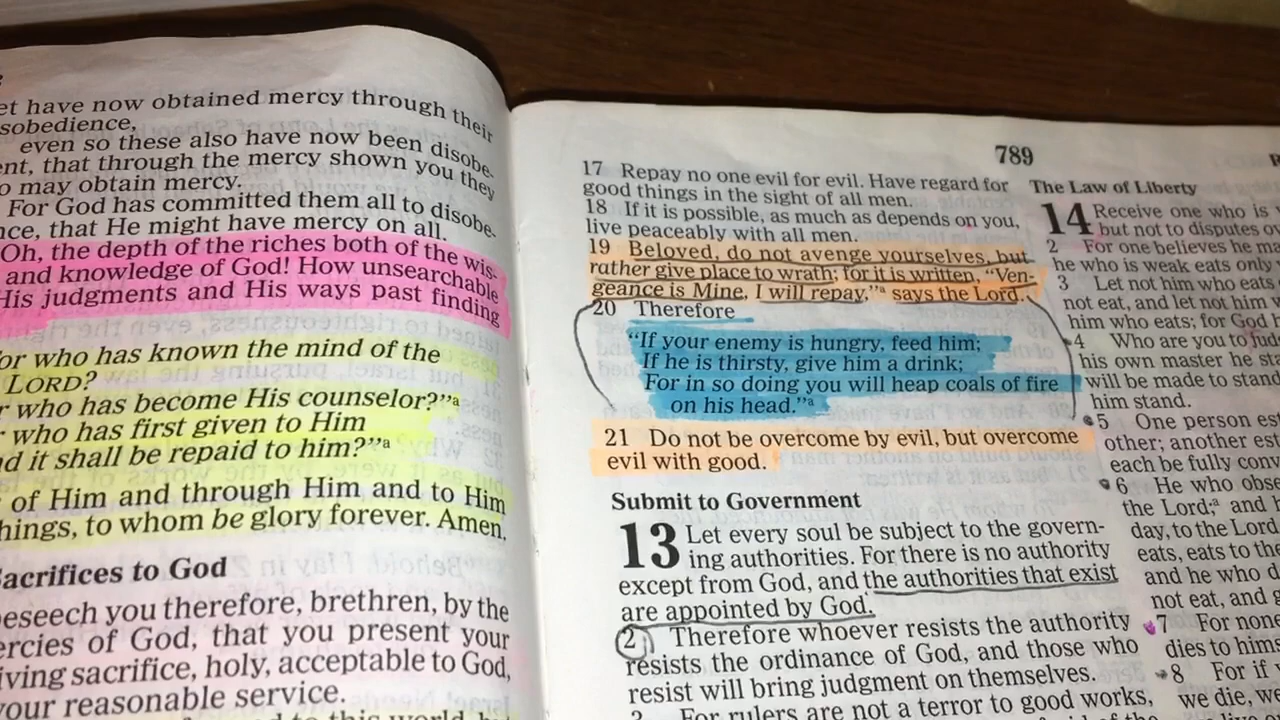 et have now obtained mercy through their
sobedience,
even so these also have now been disobe-
ent, that through the mercy shown you they
o may obtain mercy.
For God has committed them all to disobe-
nce, that He might have mercy on all.
Oh, the depth of the riches both of the wis-
and knowledge of God! How unsearchable
His judgments and His ways past finding
or who has known the mind of the
LORD?
r who has become His counselor?”a
who has first given to Him
nd it shall be repaid to him?”a
of Him and through Him and to Him
hings, to whom be glory forever. Amen.
acrifices to God
eseech you therefore, brethren, by the
ercies of God, that you present your
iving sacrifice, holy, acceptable to God,
your reasonable service.
to this world, b
789
17 Repay no one evil for evil. Have regard for
good things in the sight of all men.
18 If it is possible, as much as depends on you,
live peaceably with all men.
19 Beloved, do not avenge yourselves, but
rather give place to wrath; for it is written, “Ven-
geance is Mine, I will repay,”a says the Lord.
20 Therefore
“If your enemy is hungry, feed him;
If he is thirsty, give him a drink;
For in so doing you will heap coals of fire
on his head.”a
21 Do not be overcome by evil, but overcome
evil with good.
Submit to Government
13 Let every soul be subject to the govern-
ing authorities. For there is no authority
except from God, and the authorities that exist
are appointed by God.
2 Therefore whoever resists the authority
resists the ordinance of God, and those who
resist will bring judgment on themselves.
3 For rulers are not a terror to good works,
R
The Law of Liberty
14 Receive one who is
but not to disputes ov
2 For one believes he ma
he who is weak eats only
3 Let not him who eats
not eat, and let not him w
him who eats; for God h
4 Who are you to jud
his own master he sta
will be made to stand
him stand.
5 One person est
other; another est
each be fully conv
6 He who obse
the Lord;a and h
day, to the Lord
eats, eats to the
and he who d
not eat, and g
7 For none
dies to hims
8 For if
we die, we